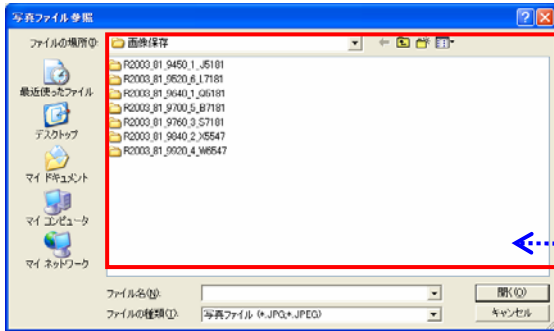 写真ファイル参照
ファイルの場所(I):
画像保存
R2003_81_9450_1_J5181
R2003_81_9520_6_L7181
R2003_81_9640_1_Q5181
R2003_81_9700_5_B7181
R2003_81_9760_3_S7181
R2003_81_9840_2_X5547
R2003_81_9920_4_W6547
最近使ったファイル
デスクトップ
マイ ドキュメント
マイ コンピュータ
マイ ネットワーク
ファイル名(N):
開く(O)
ファイルの種類(T):
写真ファイル (*.JPG;*.JPEG)
キャンセル